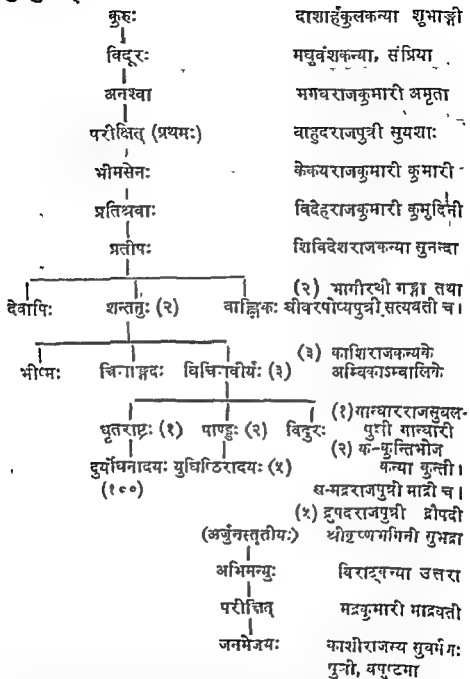 कुरुः दाशार्हकुलकन्या शुभाङ्गी
विदूरः मधुवंशकन्या, संप्रिया
अनश्वा मगधराजकुमारी अमृता
परीक्षित् (प्रथमः) वाहुदराजपुत्री सुयशाः
भीमसेनः केकयराजकुमारी कुमारी
प्रतिश्रवाः विदेहराजकुमारी कुमुदिनी
प्रतीपः शिविदेशराजकन्या सुनन्दा
(२) भागीरथी गङ्गा तथा
देवापिः शन्तनुः (२) वाह्लिकः धीवरपोष्यपुत्री सत्यवती च।
(३) काशिराजकन्यके
भीष्मः चित्राङ्गदः विचित्रवीर्यः (३) अम्बिकाऽम्बालिके
(१) गान्धारराजसुवल-
धृतराष्ट्रः (१) पाण्डुः (२) विदुरः पुत्री गान्धारी
(२) क-कुन्तिभोज
दुर्योधनादयः युधिष्ठिरादयः (५) कन्या कुन्ती।
(१००) ख-मद्रराजपुत्री माद्री च।
(५) द्रुपदराजपुत्री द्रौपदी
(अर्जुनस्तृतीयः) श्रीकृष्णभगिनी सुभद्रा
अभिमन्युः विराट्कन्या उत्तरा
परीक्षित् मद्रकुमारी माद्रवती
जनमेजयः काशीराजस्य सुवर्मणः
पुत्री, वपुष्टमा